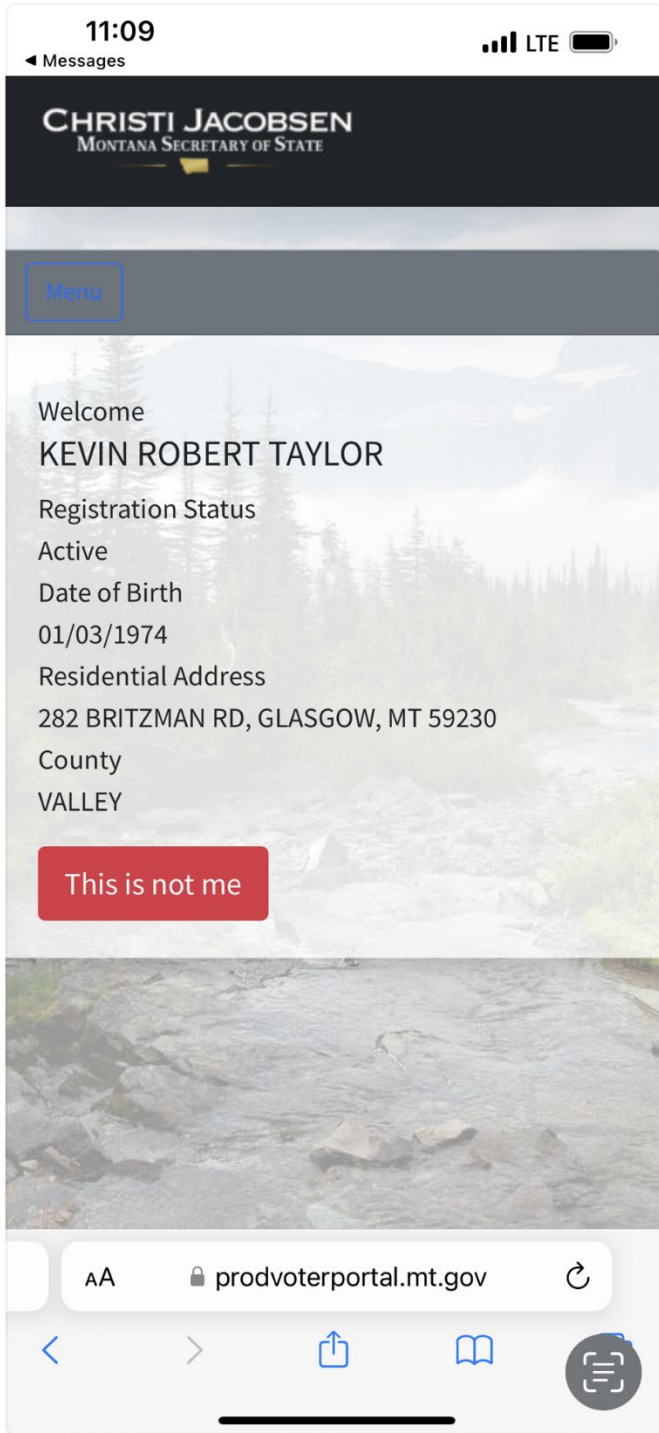 11:09
LTE
◀ Messages
CHRISTI JACOBSEN
MONTANA SECRETARY OF STATE
Menu
Welcome
KEVIN ROBERT TAYLOR
Registration Status
Active
Date of Birth
01/03/1974
Residential Address
282 BRITZMAN RD, GLASGOW, MT 59230
County
VALLEY
This is not me
AA prodvoterportal.mt.gov